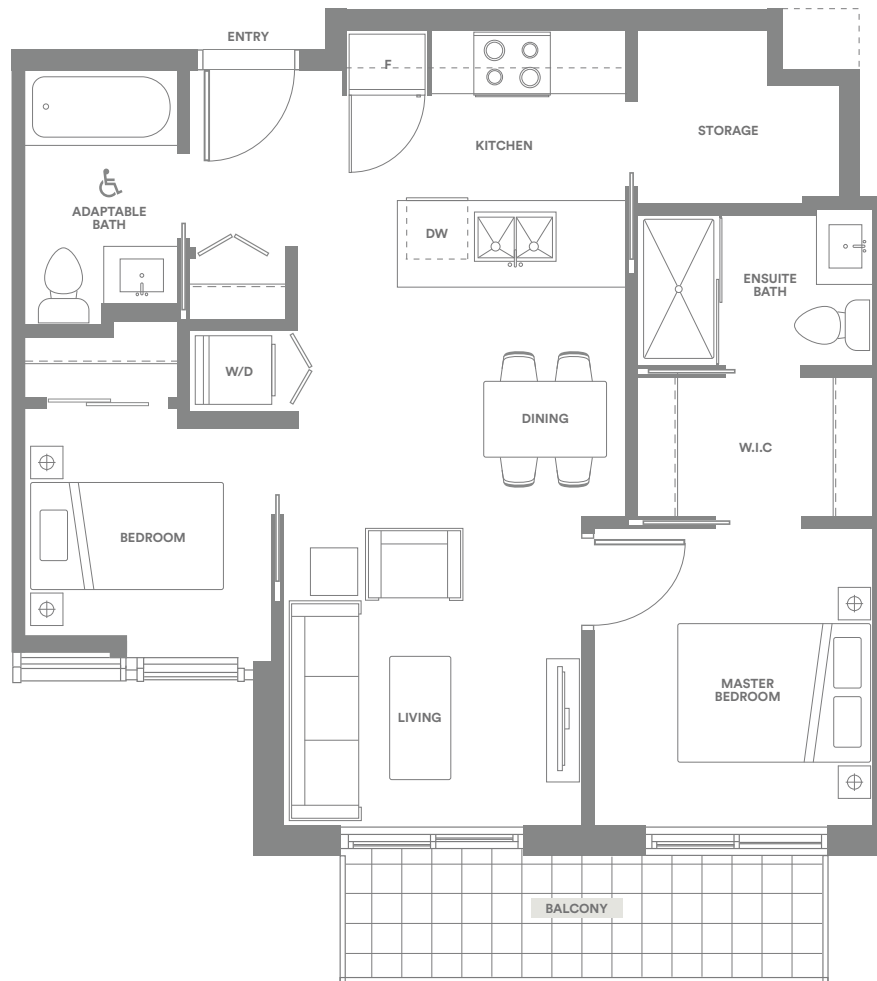 ENTRY
F
KITCHEN
STORAGE
ADAPTABLE
BATH
DW
ENSUITE
BATH
W/D
DINING
W.I.C
BEDROOM
MASTER
BEDROOM
LIVING
BALCONY